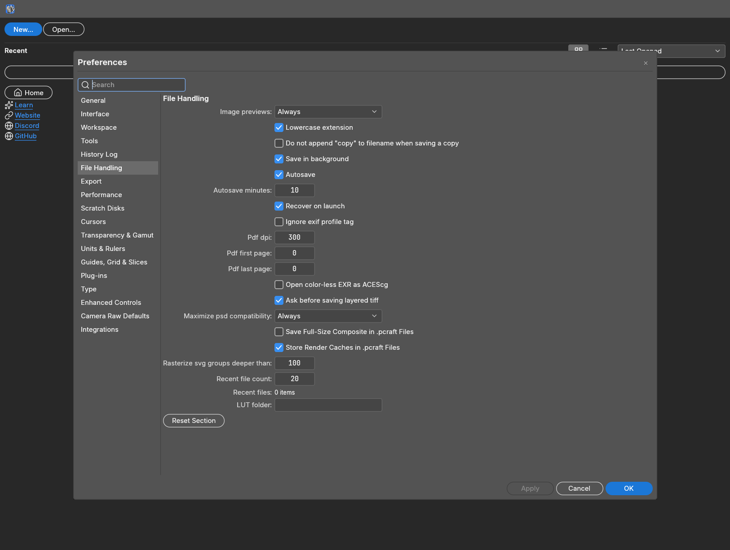 New...
Open...
Recent
Last Opened
Home
Learn
Website
Discord
GitHub
Preferences
×
Search
General
Interface
Workspace
Tools
History Log
File Handling
Export
Performance
Scratch Disks
Cursors
Transparency & Gamut
Units & Rulers
Guides, Grid & Slices
Plug-ins
Type
Enhanced Controls
Camera Raw Defaults
Integrations
File Handling
Image previews: Always
Lowercase extension
Do not append "copy" to filename when saving a copy
Save in background
Autosave
Autosave minutes: 10
Recover on launch
Ignore exif profile tag
Pdf dpi: 300
Pdf first page: 0
Pdf last page: 0
Open color-less EXR as ACEScg
Ask before saving layered tiff
Maximize psd compatibility: Always
Save Full-Size Composite in .pcraft Files
Store Render Caches in .pcraft Files
Rasterize svg groups deeper than: 100
Recent file count: 20
Recent files: 0 items
LUT folder:
Reset Section
Apply
Cancel
OK